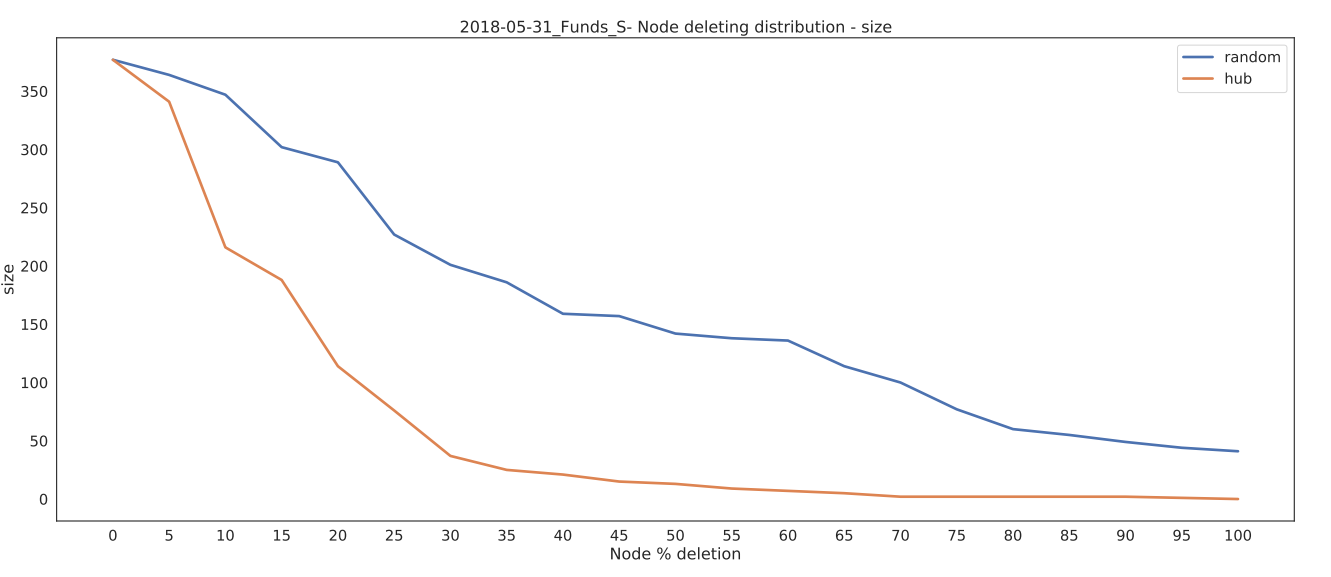 2018-05-31_Funds_S- Node deleting distribution - size
random
hub
350
300
250
200
150
100
50
0
size
0 5 10 15 20 25 30 35 40 45 50 55 60 65 70 75 80 85 90 95 100
Node % deletion